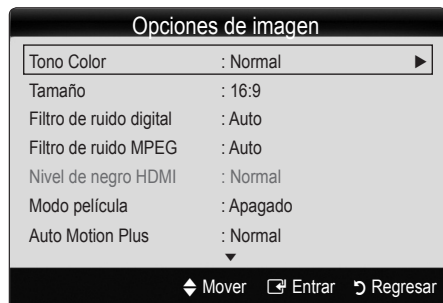 Opciones de imagen
Tono Color : Normal ►
Tamaño : 16:9
Filtro de ruido digital : Auto
Filtro de ruido MPEG : Auto
Nivel de negro HDMI : Normal
Modo película : Apagado
Auto Motion Plus : Normal
▼
Mover Entrar Regresar